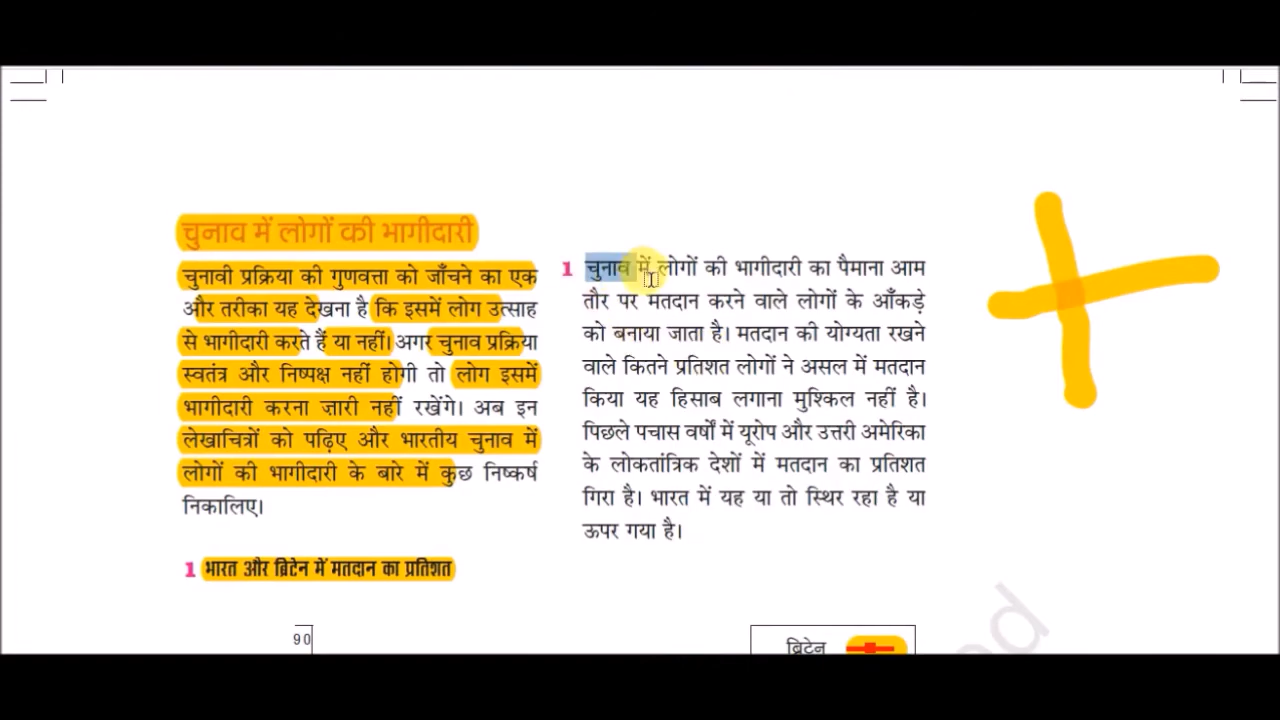 चुनाव में लोगों की भागीदारी
चुनावी प्रक्रिया की गुणवत्ता को जाँचने का एक
और तरीका यह देखना है कि इसमें लोग उत्साह
से भागीदारी करते हैं या नहीं। अगर चुनाव प्रक्रिया
स्वतंत्र और निष्पक्ष नहीं होगी तो लोग इसमें
भागीदारी करना ज़ारी नहीं रखेंगे। अब इन
लेखाचित्रों को पढ़िए और भारतीय चुनाव में
लोगों की भागीदारी के बारे में कुछ निष्कर्ष
निकालिए।
1 भारत और ब्रिटेन में मतदान का प्रतिशत
90
1 चुनाव में लोगों की भागीदारी का पैमाना आम
तौर पर मतदान करने वाले लोगों के आँकड़े
को बनाया जाता है। मतदान की योग्यता रखने
वाले कितने प्रतिशत लोगों ने असल में मतदान
किया यह हिसाब लगाना मुश्किल नहीं है।
पिछले पचास वर्षों में यूरोप और उत्तरी अमेरिका
के लोकतांत्रिक देशों में मतदान का प्रतिशत
गिरा है। भारत में यह या तो स्थिर रहा है या
ऊपर गया है।
ब्रिटेन